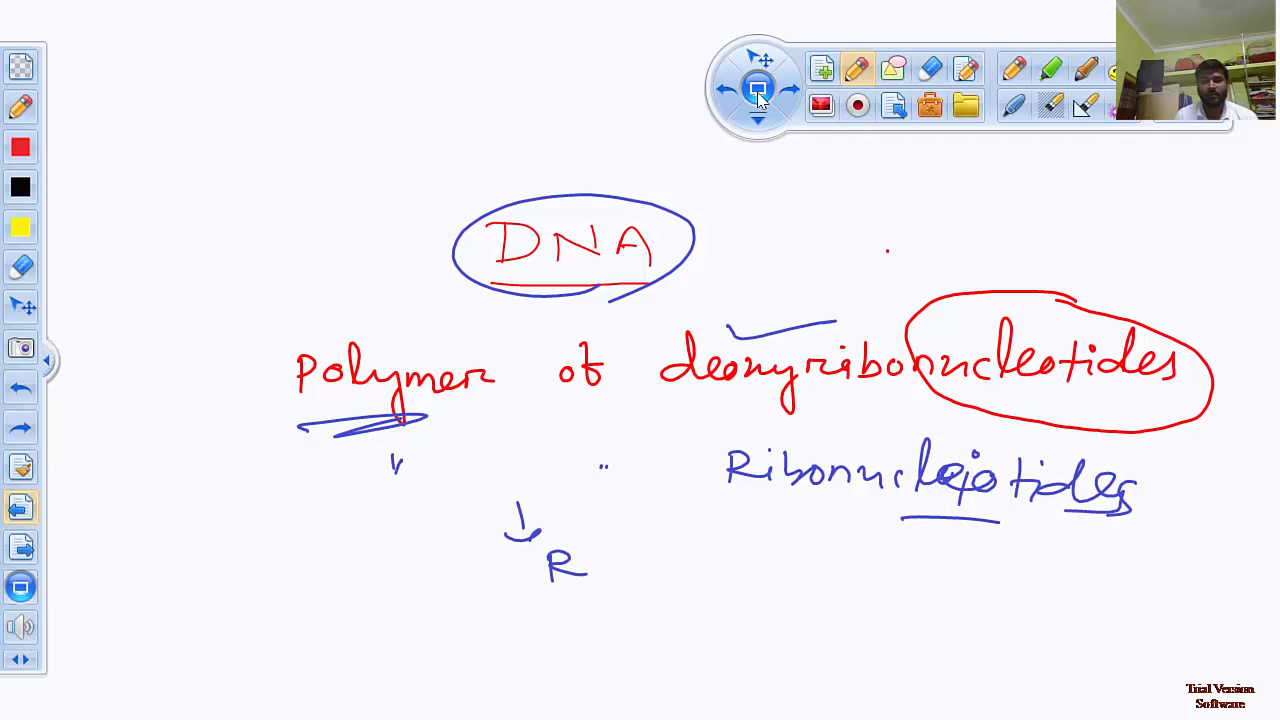 DNA
Polymer of deoxyribonucleotides
" " Ribonucleotides
R
Trial Version
Software